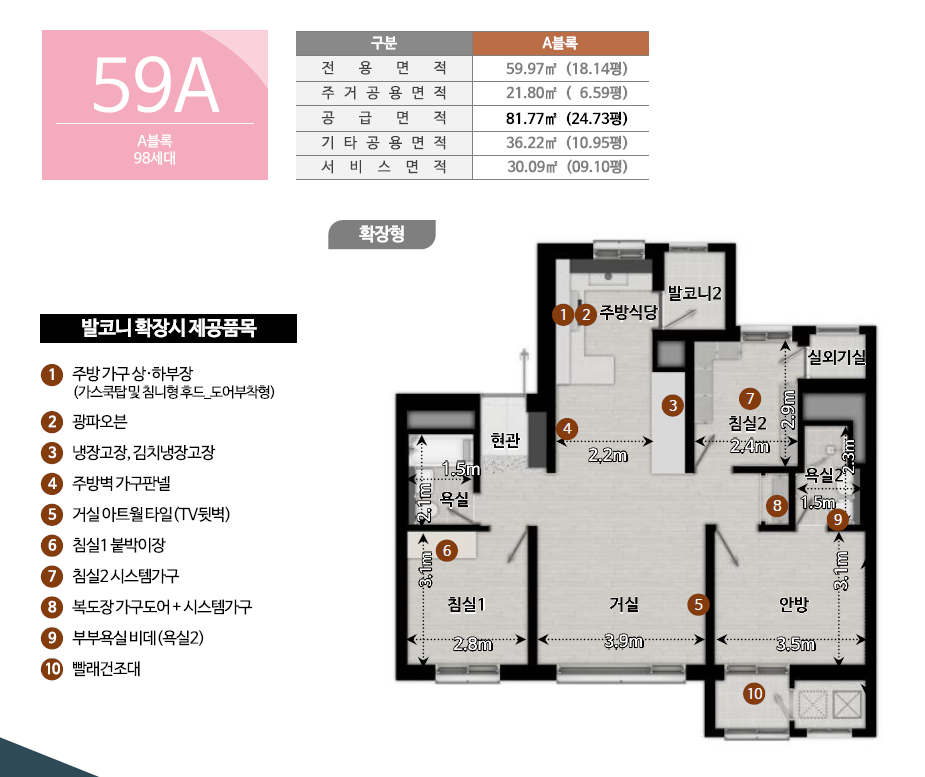 59A
A블록
98세대
구분 A블록
전용면적 59.97㎡ (18.14평)
주거공용면적 21.80㎡ ( 6.59평)
공급면적 81.77㎡ (24.73평)
기타공용면적 36.22㎡ (10.95평)
서비스면적 30.09㎡ (09.10평)
확장형
발코니 확장시 제공품목
1 주방 가구 상·하부장
(가스쿡탑 및 침니형 후드_도어부착형)
2 광파오븐
3 냉장고장, 김치냉장고장
4 주방벽 가구판넬
5 거실 아트월 타일 (TV뒷벽)
6 침실1 붙박이장
7 침실2 시스템가구
8 복도장 가구도어 + 시스템가구
9 부부욕실 비데 (욕실2)
10 빨래건조대
발코니2
1 2 주방식당
실외기실
7
침실2
2.9m
3
4
2.2m
2.4m
현관
1.5m
욕실
2.1m
욕실2
2.3m
1.5m
8
9
6
3.1m
침실1
2.8m
거실
3.9m
5
안방
3.1m
3.5m
10